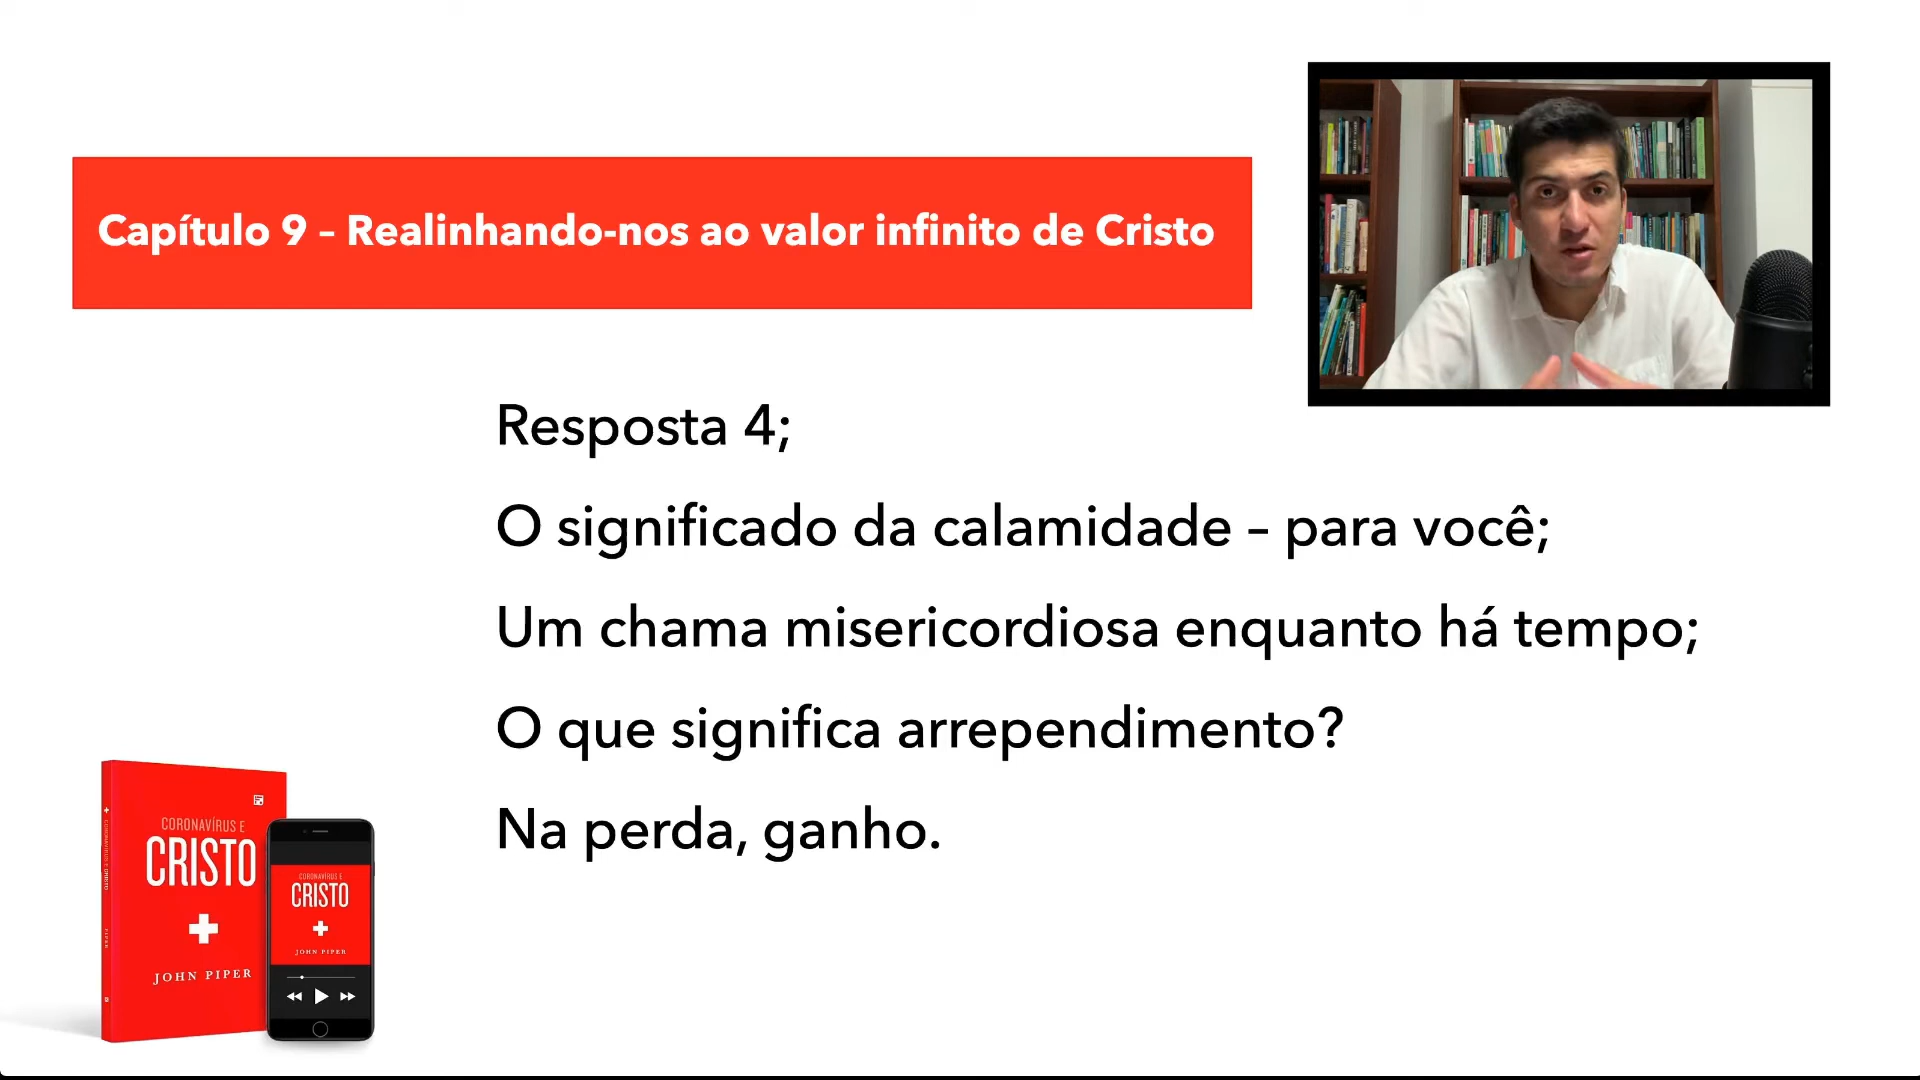 Capítulo 9 – Realinhando-nos ao valor infinito de Cristo
Resposta 4;
O significado da calamidade – para você;
Um chama misericordiosa enquanto há tempo;
O que significa arrependimento?
Na perda, ganho.
CORONAVÍRUS E
CRISTO
JOHN PIPER
CORONAVÍRUS E
CRISTO
JOHN PIPER